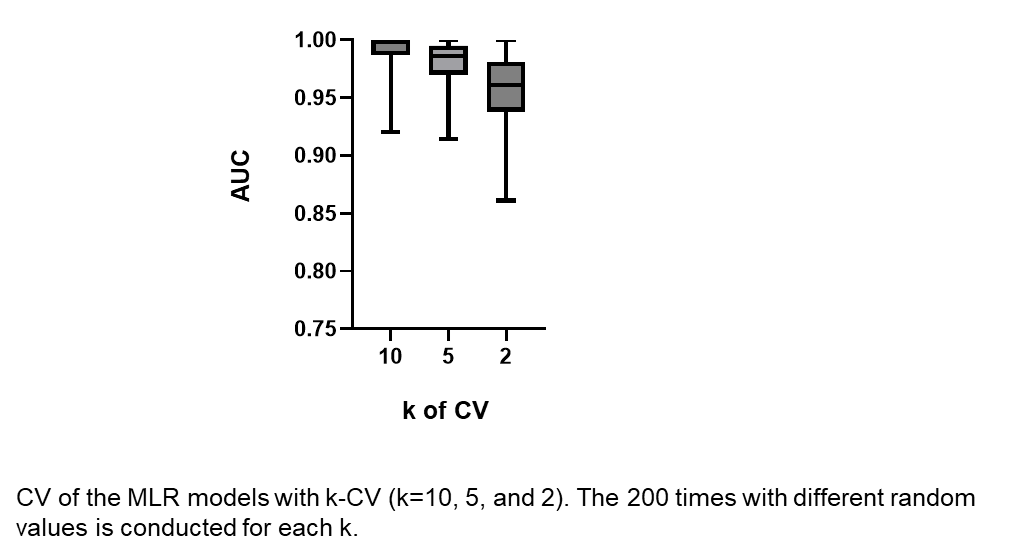 1.00
0.95
0.90
0.85
0.80
0.75
AUC
10 5 2
k of CV
CV of the MLR models with k-CV (k=10, 5, and 2). The 200 times with different random
values is conducted for each k.